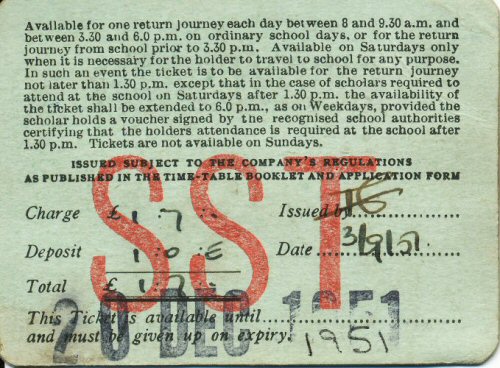 Available for one return journey each day between 8 and 9.30 a.m. and
between 3.30 and 6.0 p.m. on ordinary school days, or for the return
journey from school prior to 3.30 p.m. Available on Saturdays only
when it is necessary for the holder to travel to school for any purpose.
In such an event the ticket is to be available for the return journey
not later than 1.30 p.m. except that in the case of scholars required to
attend at the school on Saturdays after 1.30 p.m. the availability of
the ticket shall be extended to 6.0 p.m., as on Weekdays, provided the
scholar holds a voucher signed by the recognised school authorities
certifying that the holders attendance is required at the school after
1.30 p.m. Tickets are not available on Sundays.
ISSUED SUBJECT TO THE COMPANY'S REGULATIONS
AS PUBLISHED IN THE TIME-TABLE BOOKLET AND APPLICATION FORM
SST
Charge £ 1 . 7 . Issued by
Deposit 1 0 . Date 3/9/51
Total £
This Ticket is available until 20 DEC 1951
and must be given up on expiry. 1951